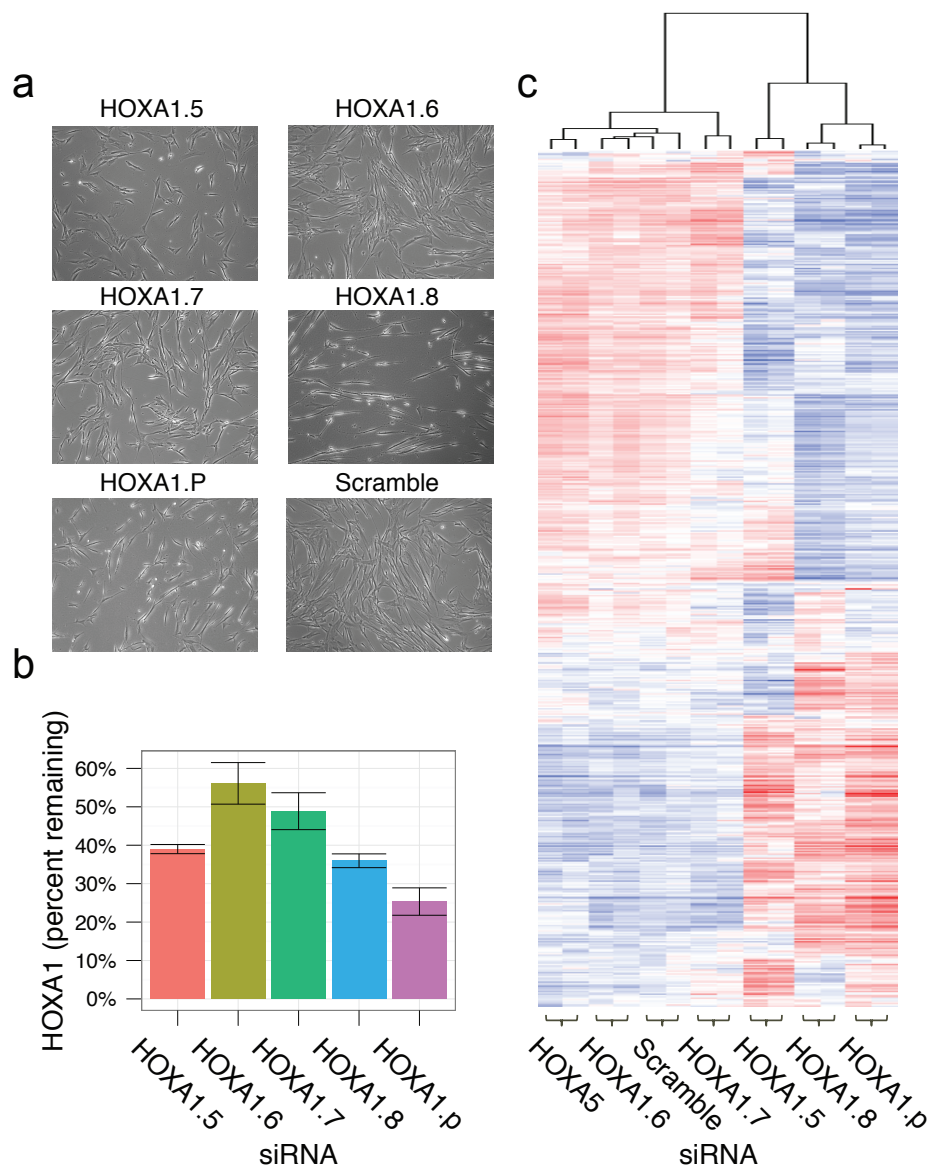 a
HOXA1.5
HOXA1.6
HOXA1.7
HOXA1.8
HOXA1.P
Scramble
b
HOXA1 (percent remaining)
60%
50%
40%
30%
20%
10%
0%
HOXA1.5
HOXA1.6
HOXA1.7
HOXA1.8
HOXA1.p
siRNA
c
HOXA5
HOXA1.6
Scramble
HOXA1.7
HOXA1.5
HOXA1.8
HOXA1.p
siRNA